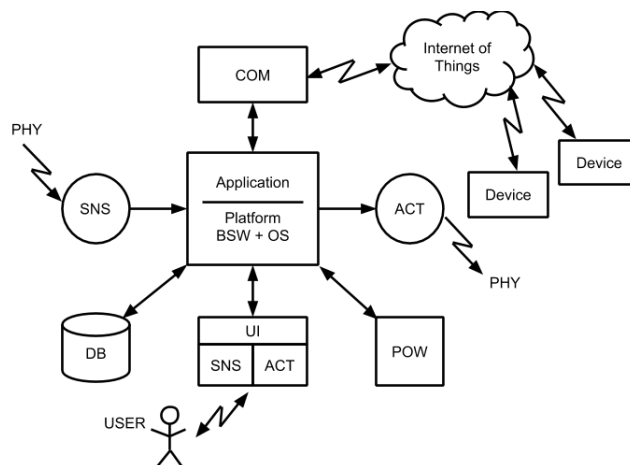 Internet of
Things
COM
PHY
Device
Application
Device
SNS
Platform
BSW + OS
ACT
PHY
UI
DB
SNS
ACT
POW
USER